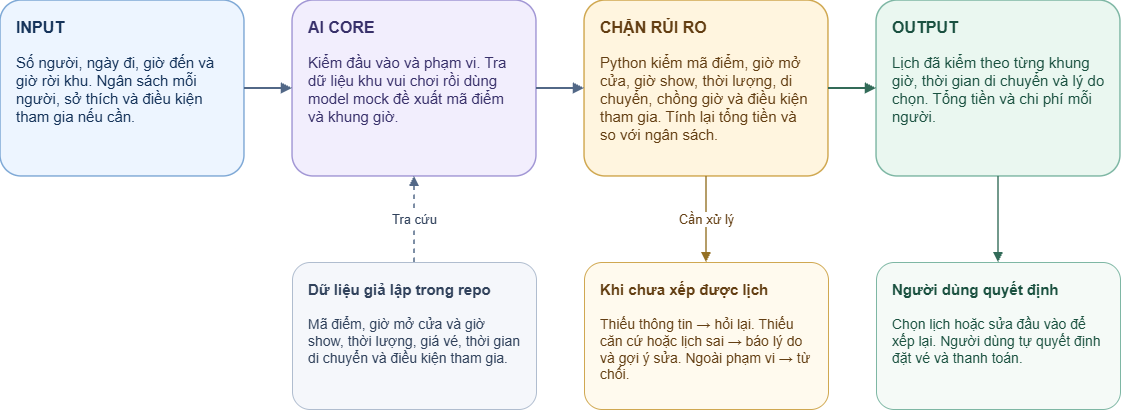 INPUT
Số người, ngày đi, giờ đến và
giờ rời khu. Ngân sách mỗi
người, sở thích và điều kiện
tham gia nếu cần.
AI CORE
Kiểm đầu vào và phạm vi. Tra
dữ liệu khu vui chơi rồi dùng
model mock đề xuất mã điểm
và khung giờ.
CHẶN RỦI RO
Python kiểm mã điểm, giờ mở
cửa, giờ show, thời lượng, di
chuyển, chồng giờ và điều kiện
tham gia. Tính lại tổng tiền và
so với ngân sách.
OUTPUT
Lịch đã kiểm theo từng khung
giờ, thời gian di chuyển và lý do
chọn. Tổng tiền và chi phí mỗi
người.
Tra cứu
Cần xử lý
Dữ liệu giả lập trong repo
Mã điểm, giờ mở cửa và giờ
show, thời lượng, giá vé, thời gian
di chuyển và điều kiện tham gia.
Khi chưa xếp được lịch
Thiếu thông tin → hỏi lại. Thiếu
căn cứ hoặc lịch sai → báo lý do
và gợi ý sửa. Ngoài phạm vi → từ
chối.
Người dùng quyết định
Chọn lịch hoặc sửa đầu vào để
xếp lại. Người dùng tự quyết định
đặt vé và thanh toán.